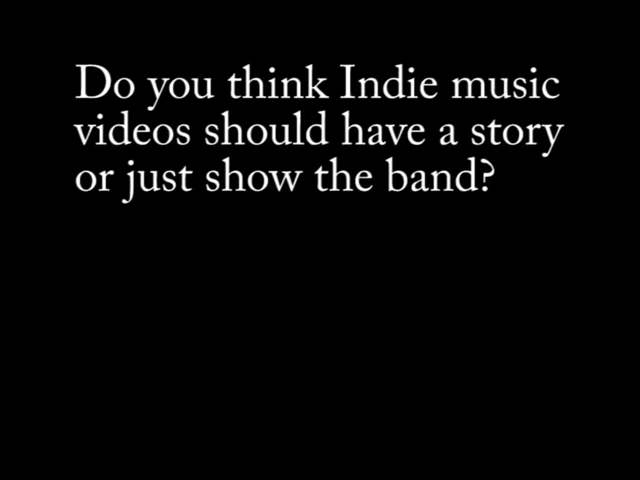 Do you think Indie music
videos should have a story
or just show the band?